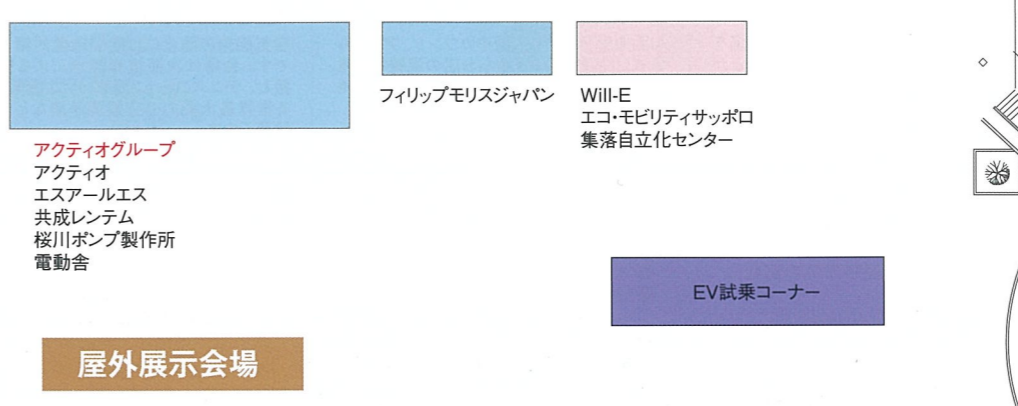 アクティオグループ
アクティオ
エスアールエス
共成レンテム
桜川ポンプ製作所
電動舎
フィリップモリスジャパン
Will-E
エコ・モビリティサッポロ
集落自立化センター
EV試乗コーナー
屋外展示会場